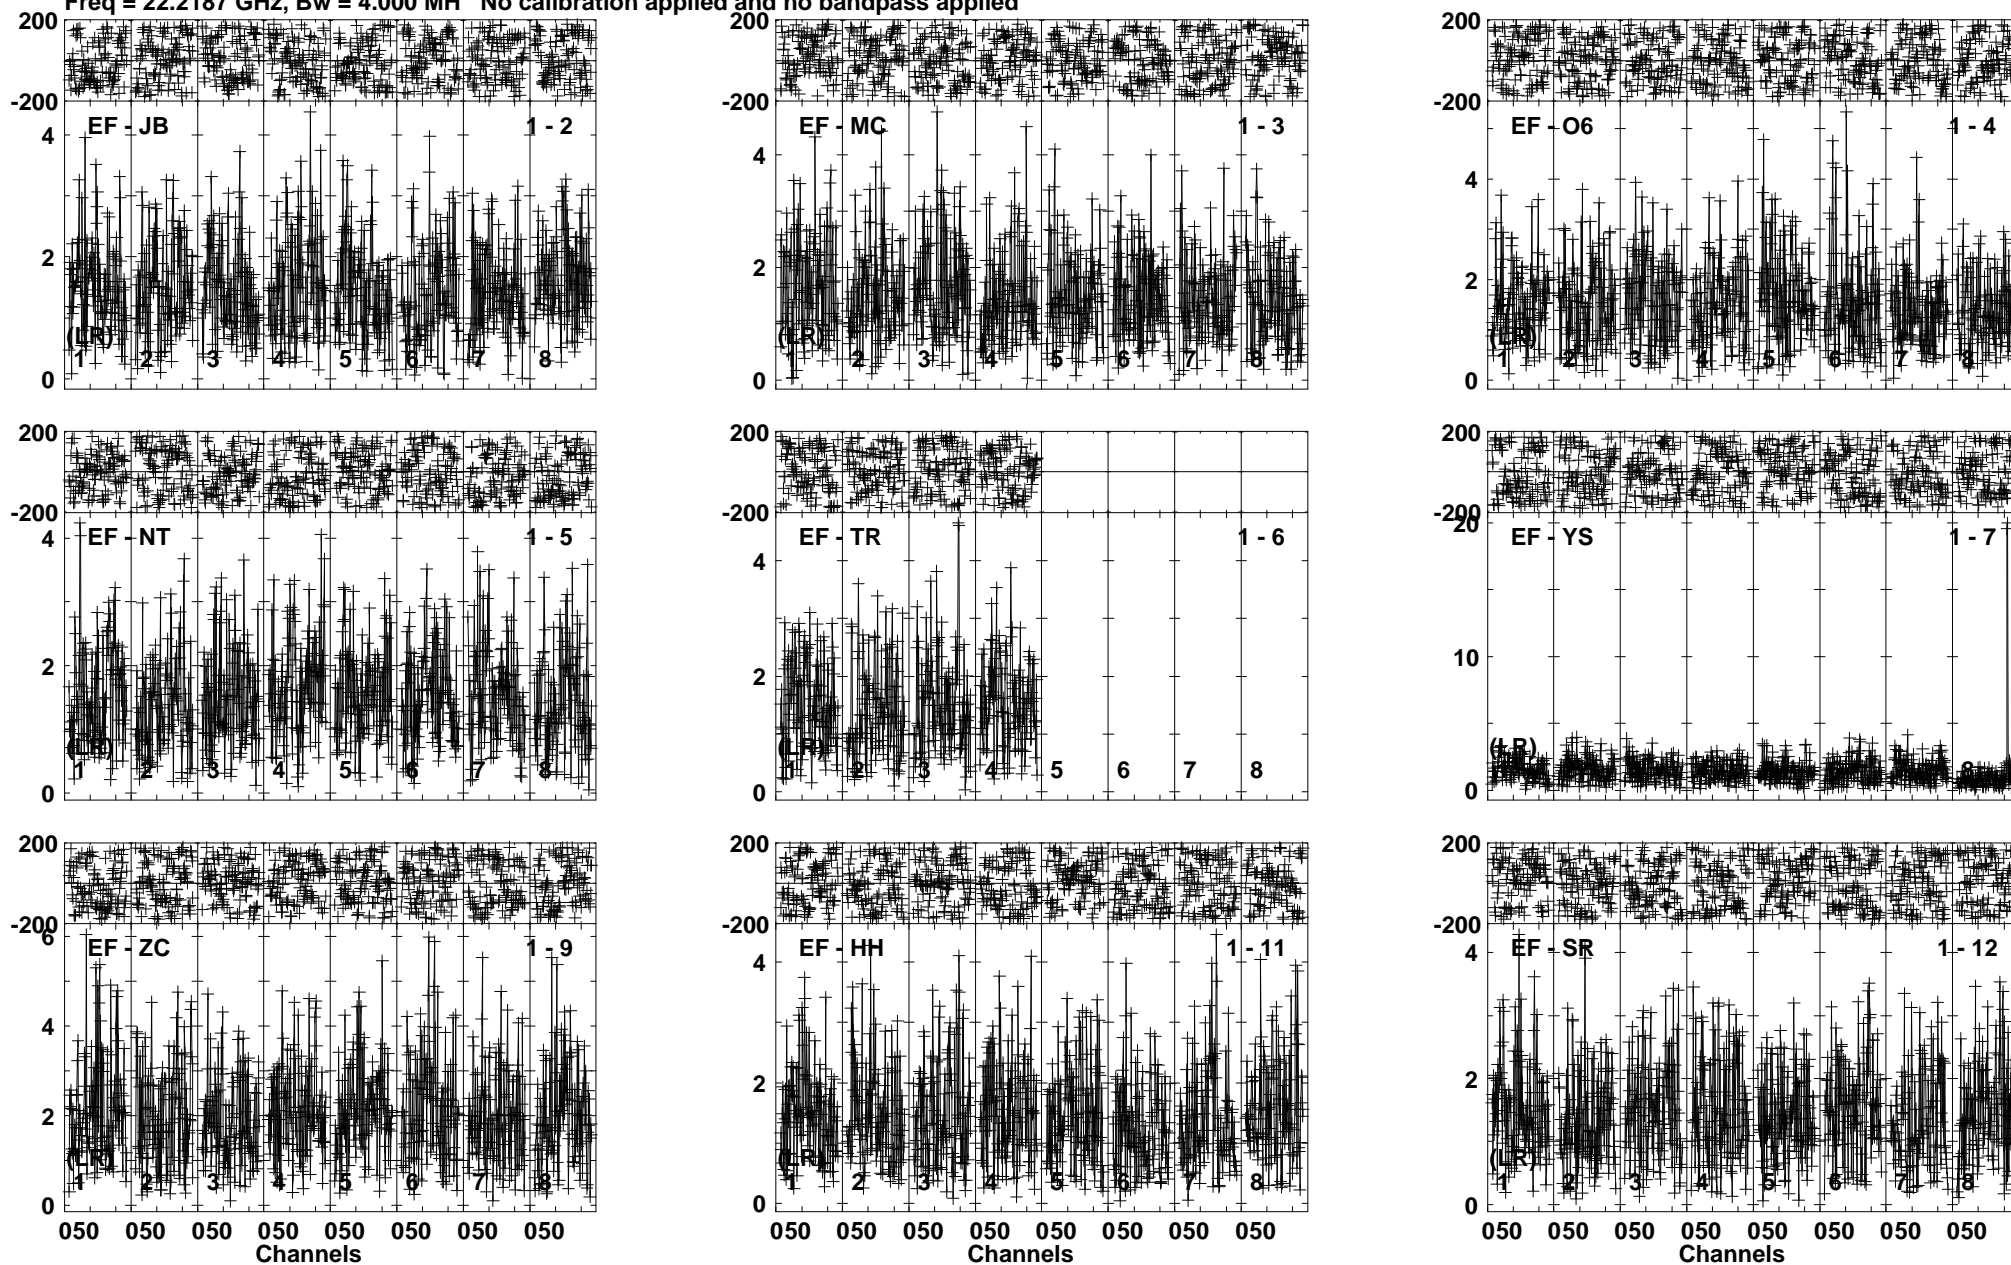 Freq = 22.2187 GHz, Bw = 4.000 MH No calibration applied and no bandpass applied
200 200 200
-200 -200 -200
EF - JB 1 - 2 EF - MC 1 - 3 EF - O6 1 - 4
4 4 4
2 2 2
(LR) (LR) (LR)
1 2 3 4 5 6 7 8 1 2 3 4 5 6 7 8 1 2 3 4 5 6 7 8
0 0 0
200 200 200
-200 -200 -200
20
EF - NT 1 - 5 EF - TR 1 - 6 EF - YS 1 - 7
4 4
2 2 10
(LR) (LR) (LR)
1 2 3 4 5 6 7 8 1 2 3 4 5 6 7 8 8
0 0 0
200 200 200
-200 -200 -200
6
EF - ZC 1 - 9 EF - HH 1 - 11 EF - SR 1 - 12
4 4 4
2 2 2
(LR) (LR) (LR)
1 2 3 4 5 6 7 8 1 2 3 4 5 6 7 8 1 2 3 4 5 6 7 8
0 0 0
050 050 050 050 050 050 050 050 050 050 050 050 050 050 050 050 050 050 050 050 050 050 050 050
Channels Channels Channels